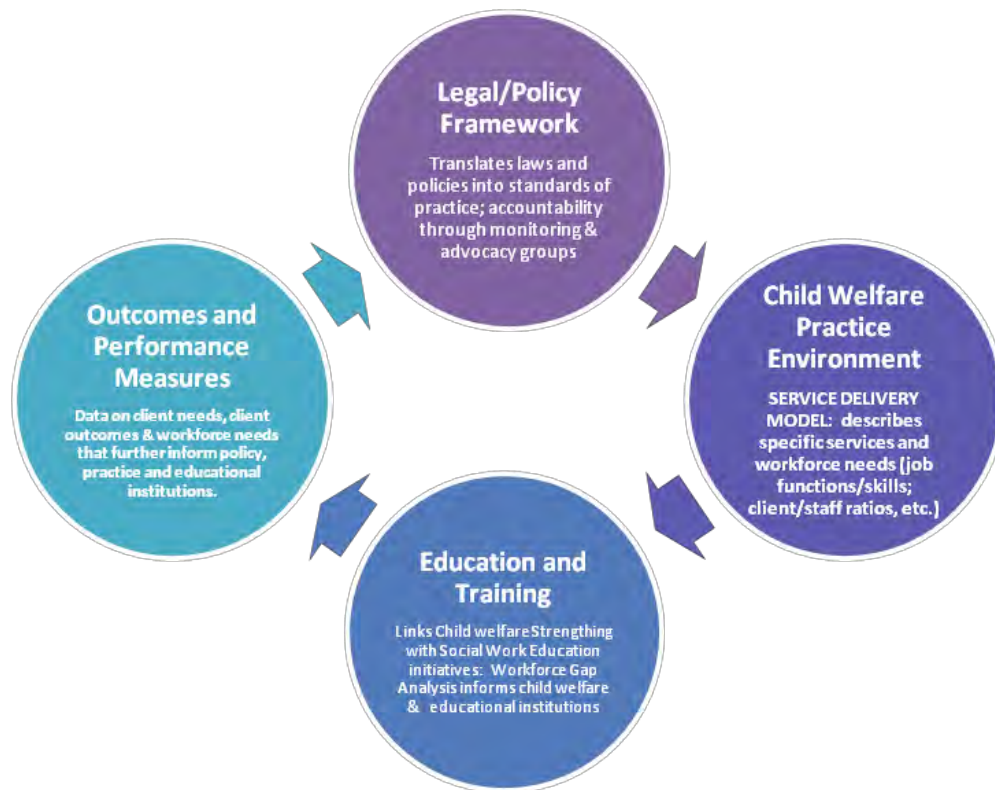 Legal/Policy
Framework
Translates laws and
policies into standards of
practice; accountability
through monitoring &
advocacy groups
Child Welfare
Practice
Environment
SERVICE DELIVERY
MODEL: describes
specific services and
workforce needs (job
functions/skills;
client/staff ratios, etc.)
Education and
Training
Links Child welfare Strengthing
with Social Work Education
initiatives: Workforce Gap
Analysis informs child welfare
& educational institutions
Outcomes and
Performance
Measures
Data on client needs, client
outcomes & workforce needs
that further inform policy,
practice and educational
institutions.